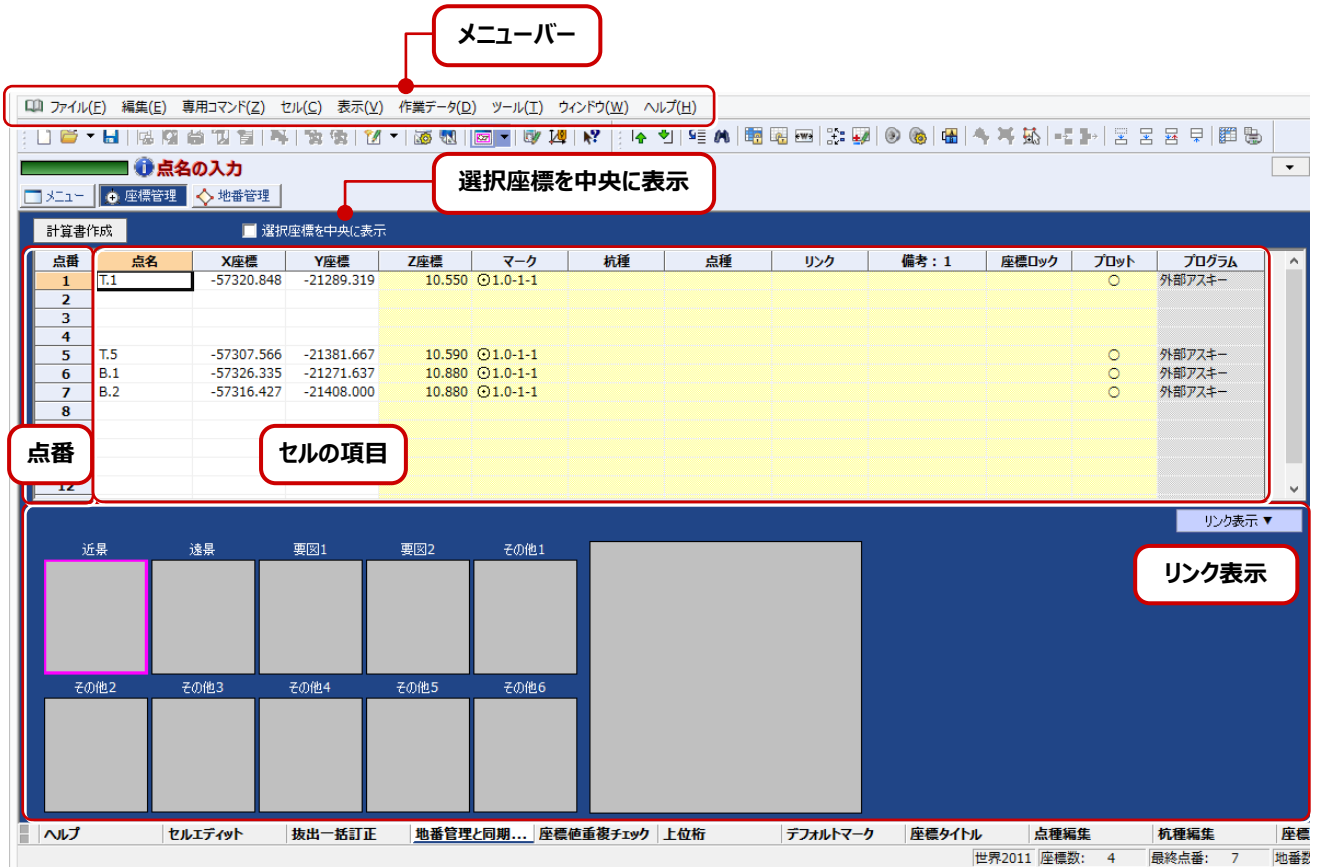 メニューバー
ファイル(F) 編集(E) 専用コマンド(Z) セル(C) 表示(V) 作業データ(D) ツール(T) ウィンドウ(W) ヘルプ(H)
点名の入力
選択座標を中央に表示
メニュー 座標管理 地番管理
計算書作成 選択座標を中央に表示
点番 点名 X座標 Y座標 Z座標 マーク 杭種 点種 リンク 備考：1 座標ロック プロット プログラム
1 T.1 -57320.848 -21289.319 10.550 ⊙1.0-1-1 ○ 外部アスキー
2
3
4
5 T.5 -57307.566 -21381.667 10.590 ⊙1.0-1-1 ○ 外部アスキー
6 B.1 -57326.335 -21271.637 10.880 ⊙1.0-1-1 ○ 外部アスキー
7 B.2 -57316.427 -21408.000 10.880 ⊙1.0-1-1 ○ 外部アスキー
8
点番 セルの項目
12
リンク表示 ▼
近景 遠景 要図1 要図2 その他1
リンク表示
その他2 その他3 その他4 その他5 その他6
ヘルプ セルエディット 抜出一括訂正 地番管理と同期... 座標値重複チェック 上位桁 デフォルトマーク 座標タイトル 点種編集 杭種編集 座標
世界2011 座標数: 4 最終点番: 7 地番数